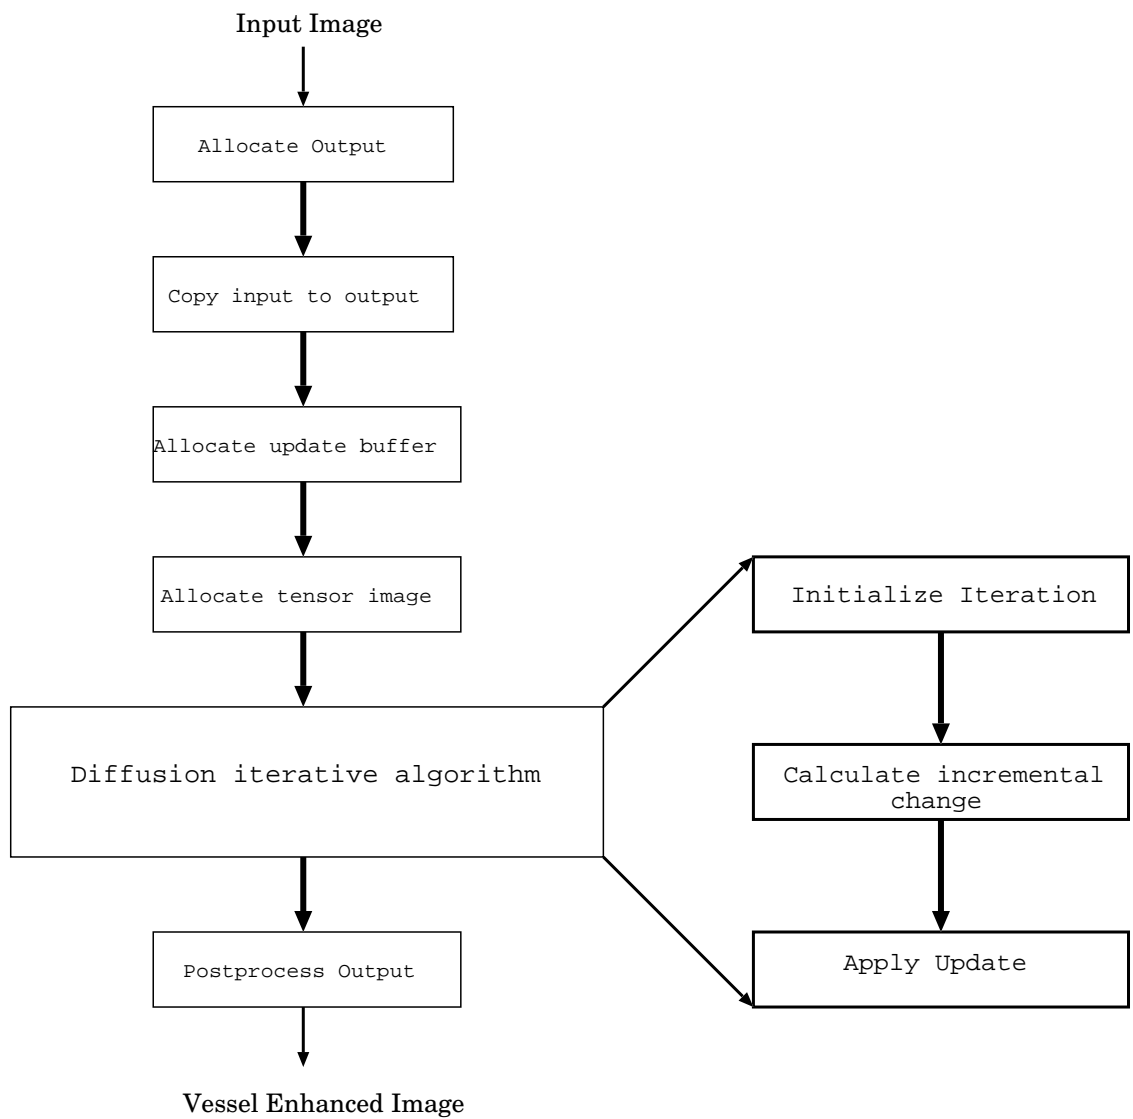 Input Image
Allocate Output
Copy input to output
Allocate update buffer
Allocate tensor image
Diffusion iterative algorithm
Postprocess Output
Vessel Enhanced Image
Initialize Iteration
Calculate incremental
change
Apply Update